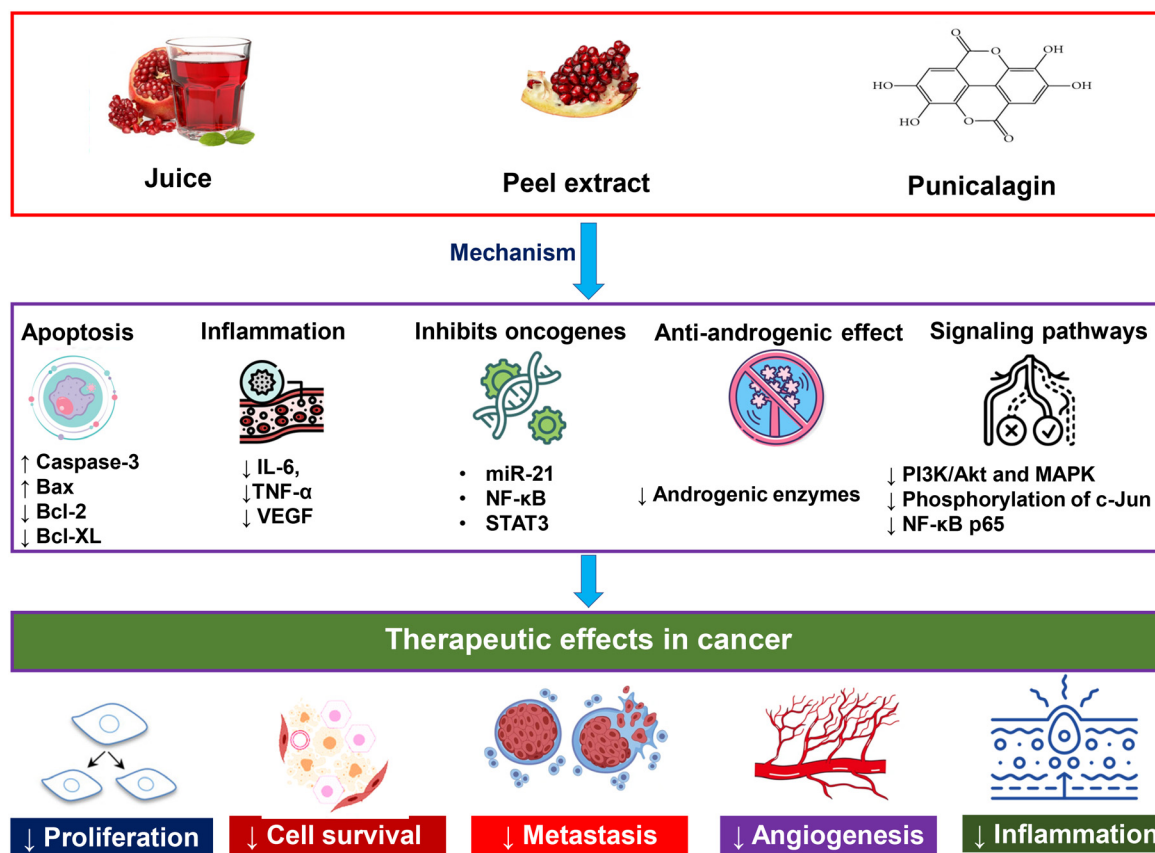 O
O
OH
HO
OH
HO
O
O
Juice
Peel extract
Punicalagin
Mechanism
Apoptosis
↑ Caspase-3
↑ Bax
↓ Bcl-2
↓ Bcl-XL
Inflammation
↓ IL-6,
↓TNF-α
↓ VEGF
Inhibits oncogenes
• miR-21
• NF-κB
• STAT3
Anti-androgenic effect
↓ Androgenic enzymes
Signaling pathways
↓ PI3K/Akt and MAPK
↓ Phosphorylation of c-Jun
↓ NF-κB p65
Therapeutic effects in cancer
↓ Proliferation
↓ Cell survival
↓ Metastasis
↓ Angiogenesis
↓ Inflammation